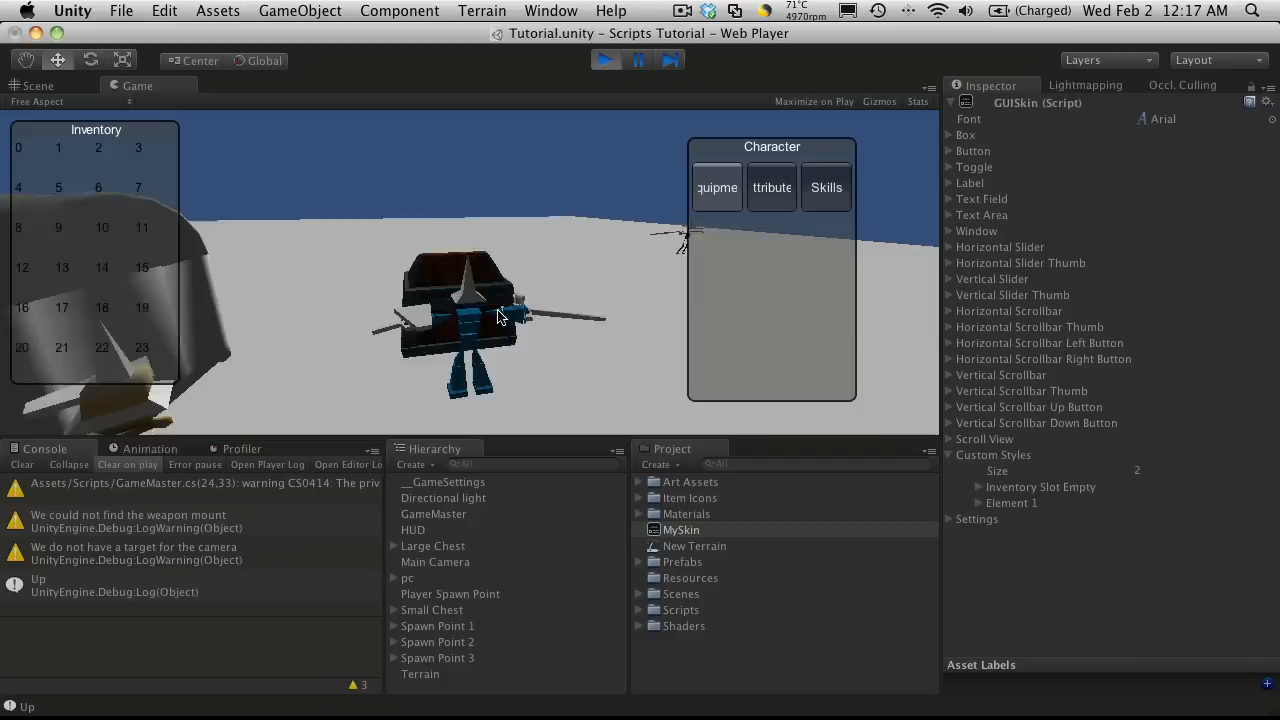 Unity File Edit Assets GameObject Component Terrain Window Help 71°C 4970rpm (Charged) Wed Feb 2 12:17 AM
Tutorial.unity – Scripts Tutorial – Web Player
Center Global Layers Layout
Scene Game
Free Aspect Maximize on Play Gizmos Stats
Inventory
0 1 2 3
4 5 6 7
8 9 10 11
12 13 14 15
16 17 18 19
20 21 22 23
Character
quipme ttribute Skills
Inspector Lightmapping Occl. Culling
GUISkin (Script)
Font Arial
Box
Button
Toggle
Label
Text Field
Text Area
Window
Horizontal Slider
Horizontal Slider Thumb
Vertical Slider
Vertical Slider Thumb
Horizontal Scrollbar
Horizontal Scrollbar Thumb
Horizontal Scrollbar Left Button
Horizontal Scrollbar Right Button
Vertical Scrollbar
Vertical Scrollbar Thumb
Vertical Scrollbar Up Button
Vertical Scrollbar Down Button
Scroll View
Custom Styles
Size 2
Inventory Slot Empty
Element 1
Settings
Asset Labels
Console Animation Profiler
Clear Collapse Clear on play Error pause Open Player Log Open Editor Lo
Assets/Scripts/GameMaster.cs(24,33): warning CS0414: The priv
We could not find the weapon mount
UnityEngine.Debug:LogWarning(Object)
We do not have a target for the camera
UnityEngine.Debug:LogWarning(Object)
Up
UnityEngine.Debug:Log(Object)
3
Hierarchy
Create All
__GameSettings
Directional light
GameMaster
HUD
Large Chest
Main Camera
pc
Player Spawn Point
Small Chest
Spawn Point 1
Spawn Point 2
Spawn Point 3
Terrain
Project
Create All
Art Assets
Item Icons
Materials
MySkin
New Terrain
Prefabs
Resources
Scenes
Scripts
Shaders
Up